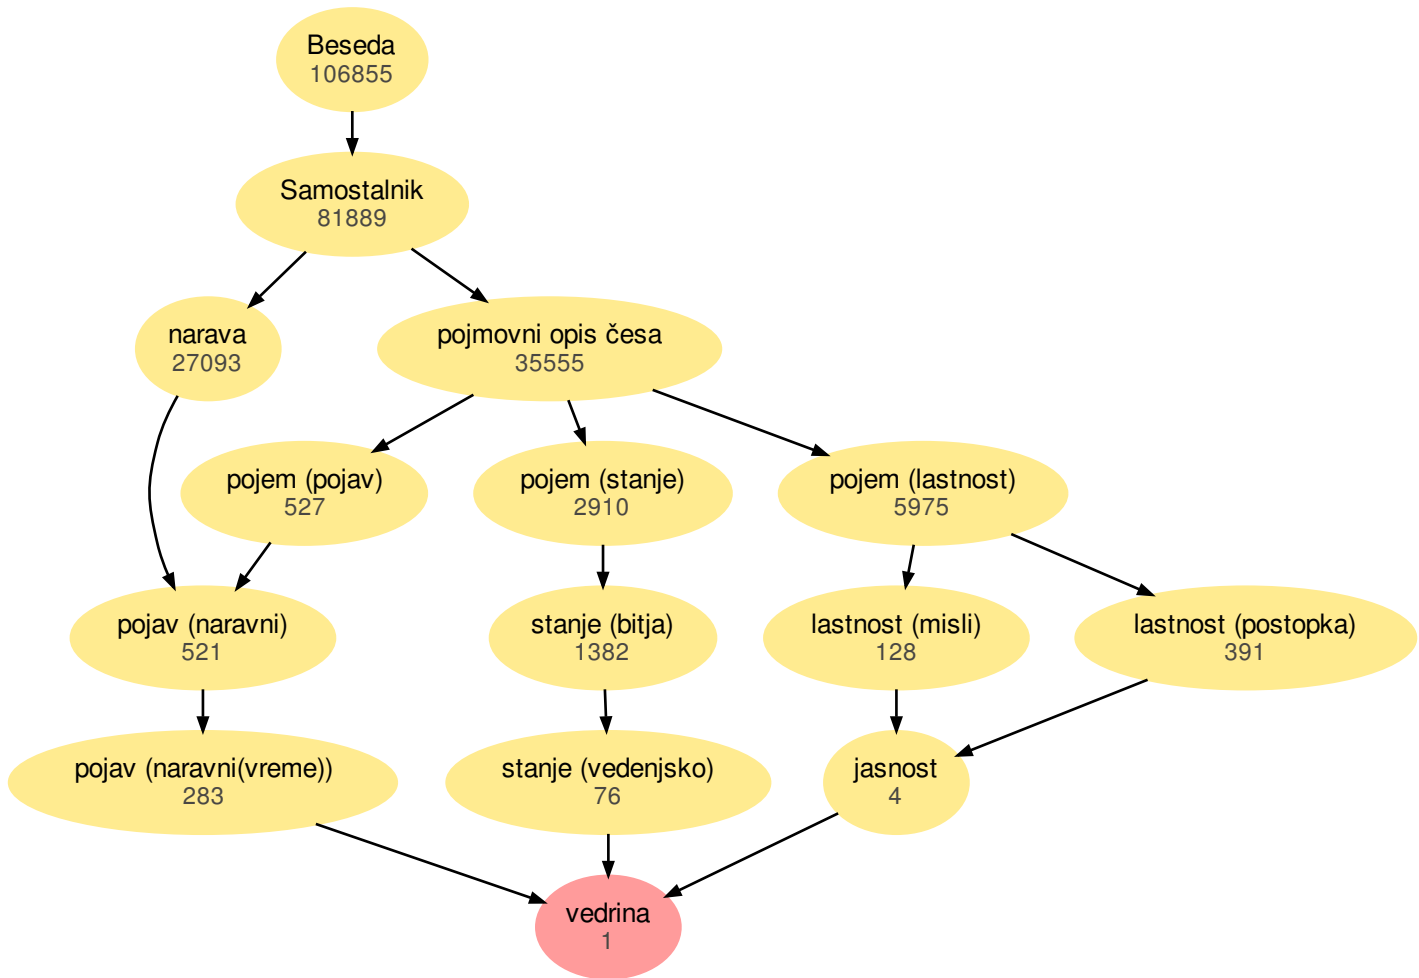 Beseda
106855
Samostalnik
81889
narava
27093
pojmovni opis česa
35555
pojem (pojav)
527
pojem (stanje)
2910
pojem (lastnost)
5975
pojav (naravni)
521
stanje (bitja)
1382
lastnost (misli)
128
lastnost (postopka)
391
pojav (naravni(vreme))
283
stanje (vedenjsko)
76
jasnost
4
vedrina
1